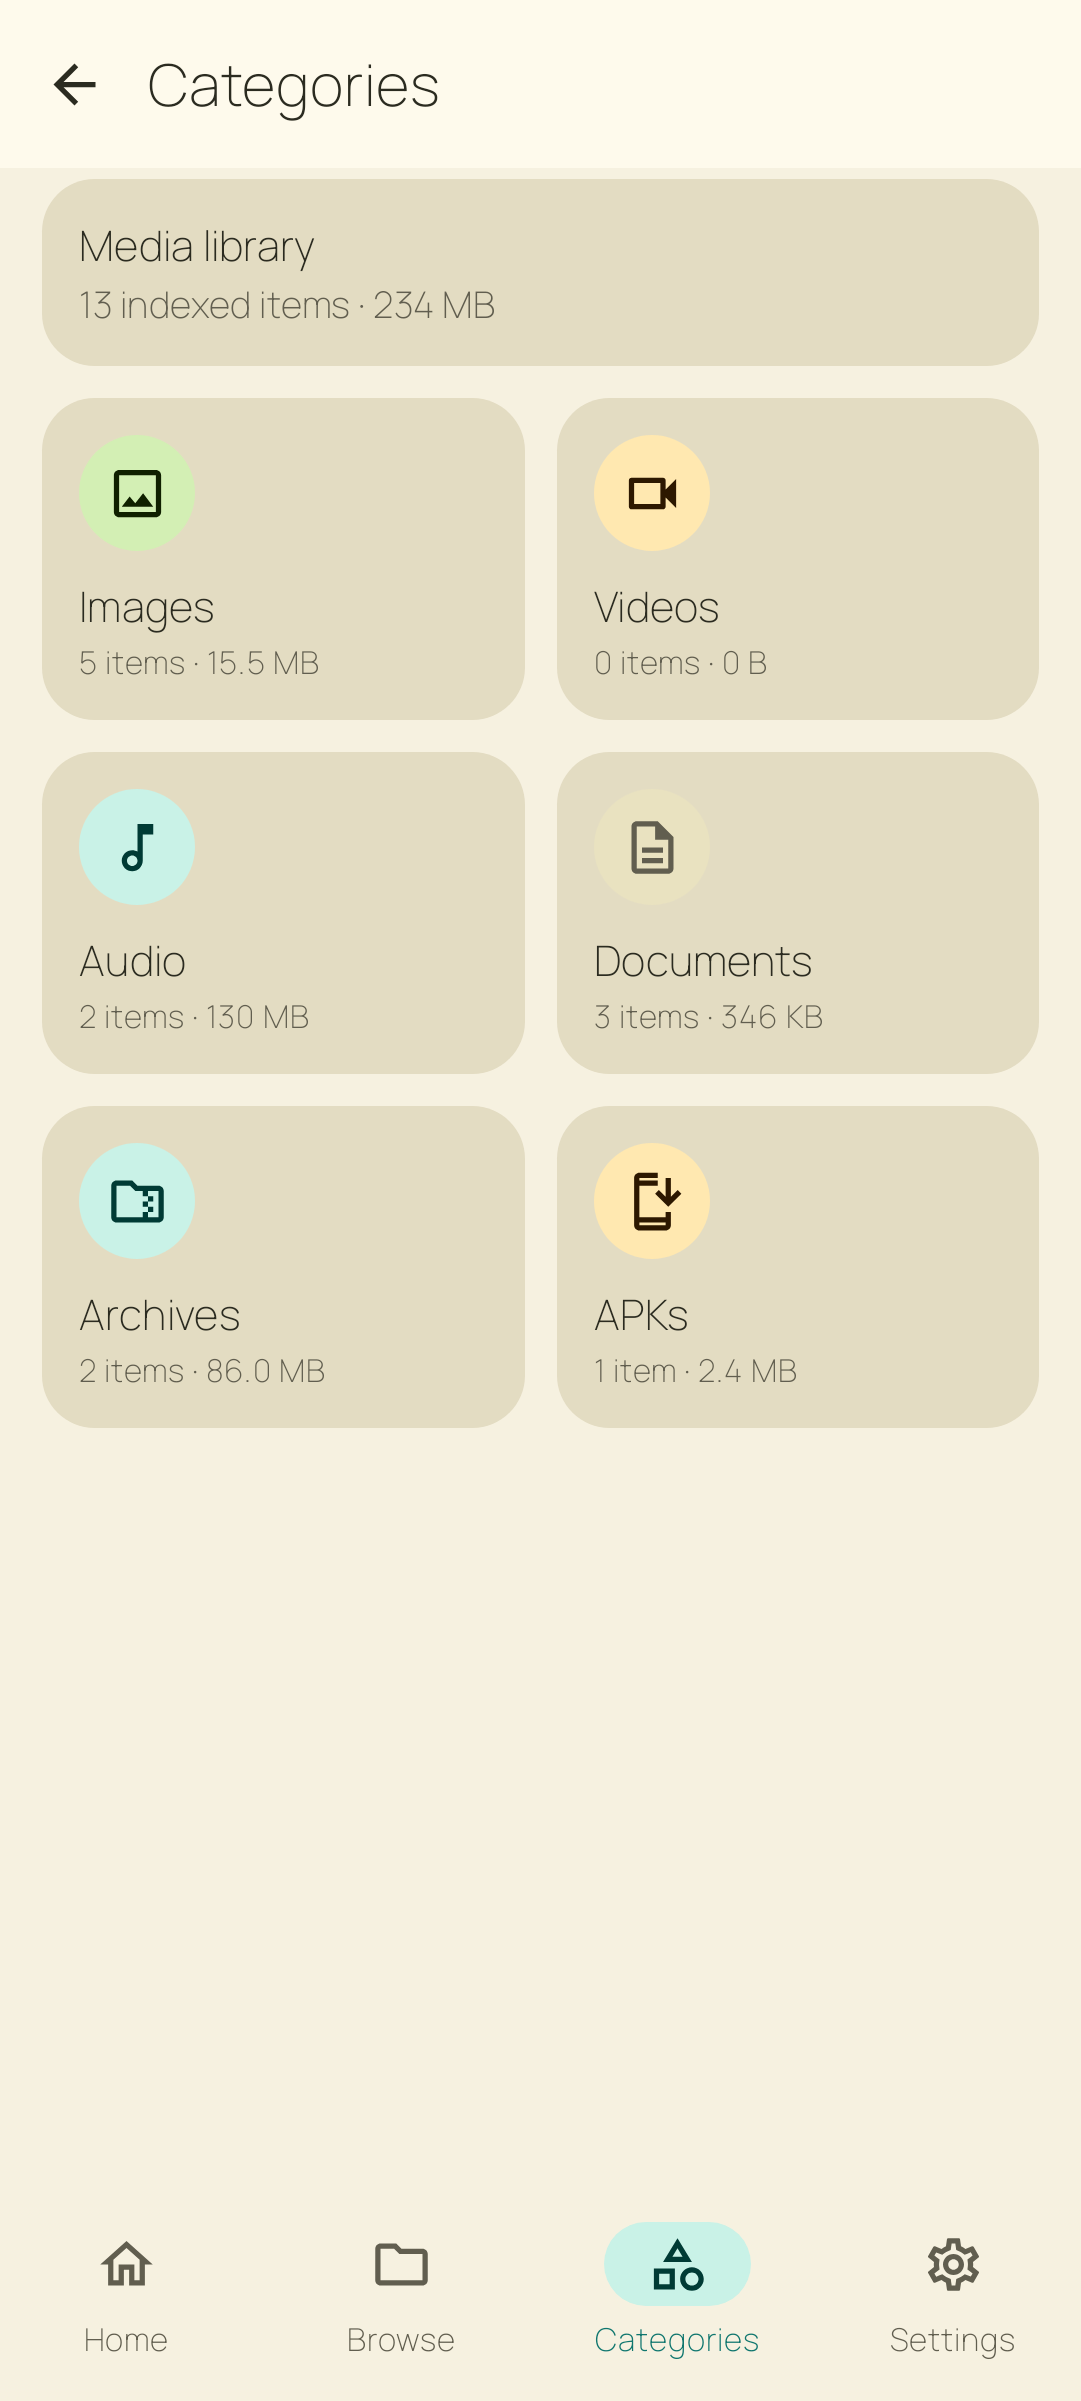 Categories
Media library
13 indexed items · 234 MB
Images
5 items · 15.5 MB
Videos
0 items · 0 B
Audio
2 items · 130 MB
Documents
3 items · 346 KB
Archives
2 items · 86.0 MB
APKs
1 item · 2.4 MB
Home
Browse
Categories
Settings